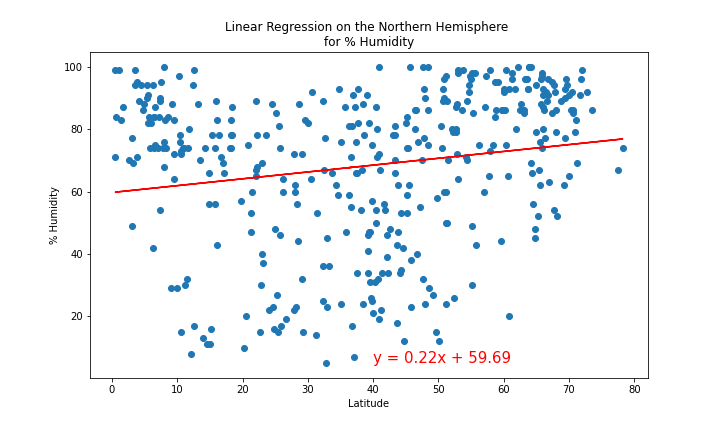 Linear Regression on the Northern Hemisphere
for % Humidity
100
80
60
40
20
% Humidity
y = 0.22x + 59.69
0 10 20 30 40 50 60 70 80
Latitude